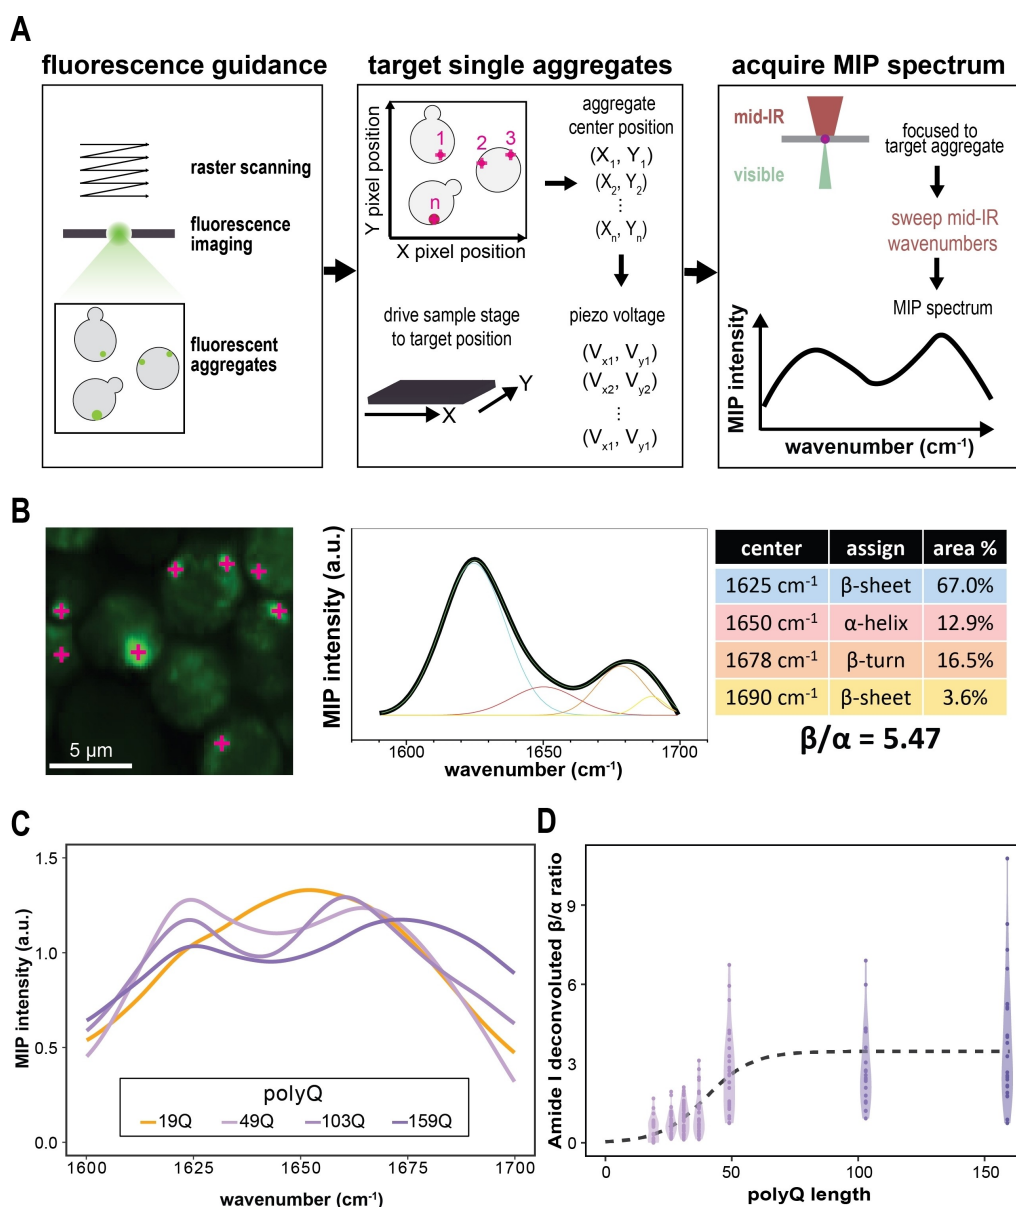 A
fluorescence guidance
target single aggregates
acquire MIP spectrum
raster scanning
fluorescence
imaging
fluorescent
aggregates
Y pixel position
1
2
3
n
X pixel position
aggregate
center position
(X1, Y1)
(X2, Y2)
⋮
(Xn, Yn)
drive sample stage
to target position
X
Y
piezo voltage
(Vx1, Vy1)
(Vx2, Vy2)
⋮
(Vx1, Vy1)
mid-IR
visible
focused to
target aggregate
sweep mid-IR
wavenumbers
MIP spectrum
MIP intensity
wavenumber (cm-1)
B
5 µm
MIP intensity (a.u.)
1600 1650 1700
wavenumber (cm-1)
center assign area %
1625 cm-1 β-sheet 67.0%
1650 cm-1 α-helix 12.9%
1678 cm-1 β-turn 16.5%
1690 cm-1 β-sheet 3.6%
β/α = 5.47
C
MIP intensity (a.u.)
1.5
1.0
0.5
0.0
polyQ
19Q 49Q 103Q 159Q
1600 1625 1650 1675 1700
wavenumber (cm-1)
D
Amide I deconvoluted β/α ratio
9
6
3
0
0 50 100 150
polyQ length